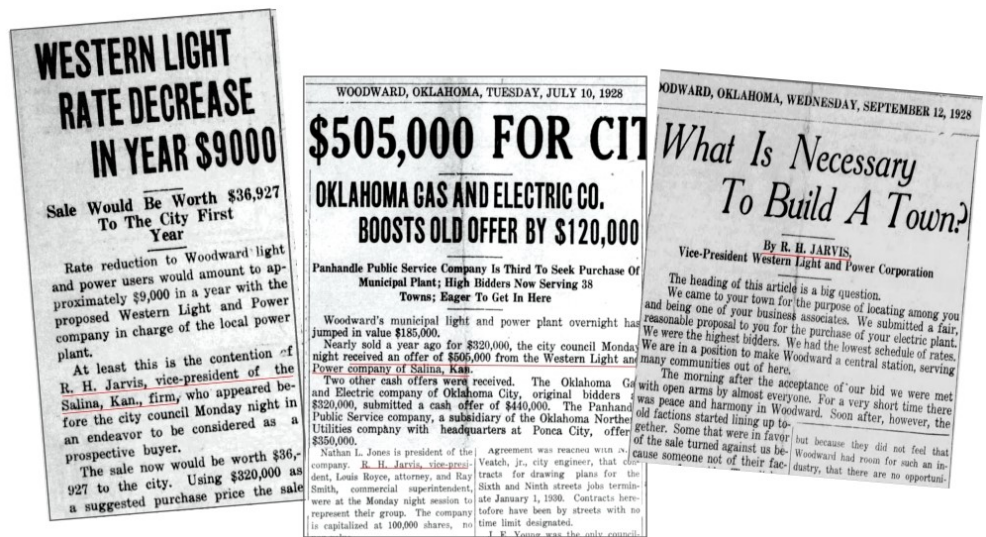 WESTERN LIGHT
RATE DECREASE
IN YEAR $9000
Sale Would Be Worth $36,927
To The City First
Year
Rate reduction to Woodward light
and power users would amount to ap-
proximately $9,000 in a year with the
proposed Western Light and Power
company in charge of the local power
plant.
At least this is the contention of
R. H. Jarvis, vice-president of the
Salina, Kan., firm, who appeared be-
fore the city council Monday night in
an endeavor to be considered as a
prospective buyer.
The sale now would be worth $36,-
927 to the city. Using $320,000 as
a suggested purchase price the sale
WOODWARD, OKLAHOMA, TUESDAY, JULY 10, 1928
$505,000 FOR CIT
OKLAHOMA GAS AND ELECTRIC CO.
BOOSTS OLD OFFER BY $120,000
Panhandle Public Service Company Is Third To Seek Purchase Of
Municipal Plant; High Bidders Now Serving 38
Towns; Eager To Get In Here
Woodward's municipal light and power plant overnight has
jumped in value $185,000.
Nearly sold a year ago for $320,000, the city council Monday
night received an offer of $505,000 from the Western Light and
Power company of Salina, Kan.
Two other cash offers were received. The Oklahoma Ga
and Electric company of Oklahoma City, original bidders
$320,000, submitted a cash offer of $440,000. The Panhand
Public Service company, a subsidiary of the Oklahoma Northe
Utilities company with headquarters at Ponca City, offer
$350,000.
Nathan L. Jones is president of the
company. R. H. Jarvis, vice-presi-
dent, Louis Royce, attorney, and Ray
Smith, commercial superintendent,
were at the Monday night session to
represent their group. The company
is capitalized at 100,000 shares, no
Agreement was reached with
Veatch, jr., city engineer, that con-
tracts for drawing plans for the
Sixth and Ninth streets jobs termin-
ate January 1, 1930. Contracts here-
tofore have been by streets with no
time limit designated.
J. F. Young was the only council-
ODWARD, OKLAHOMA, WEDNESDAY, SEPTEMBER 12, 1928
What Is Necessary
To Build A Town?
By R. H. JARVIS,
Vice-President Western Light and Power Corporation
The heading of this article is a big question.
We came to your town for the purpose of locating among you
and being one of your business associates. We submitted a fair,
reasonable proposal to you for the purchase of your electric plant.
We were the highest bidders. We had the lowest schedule of rates.
We are in a position to make Woodward a central station, serving
many communities out of here.
The morning after the acceptance of our bid we were met
with open arms by almost everyone. For a very short time there
was peace and harmony in Woodward. Soon after, however, the
old factions started lining up to-
gether. Some that were in favor
of the sale turned against us be-
cause someone not of their fac-
but because they did not feel that
Woodward had room for such an in-
dustry, that there are no opportuni-